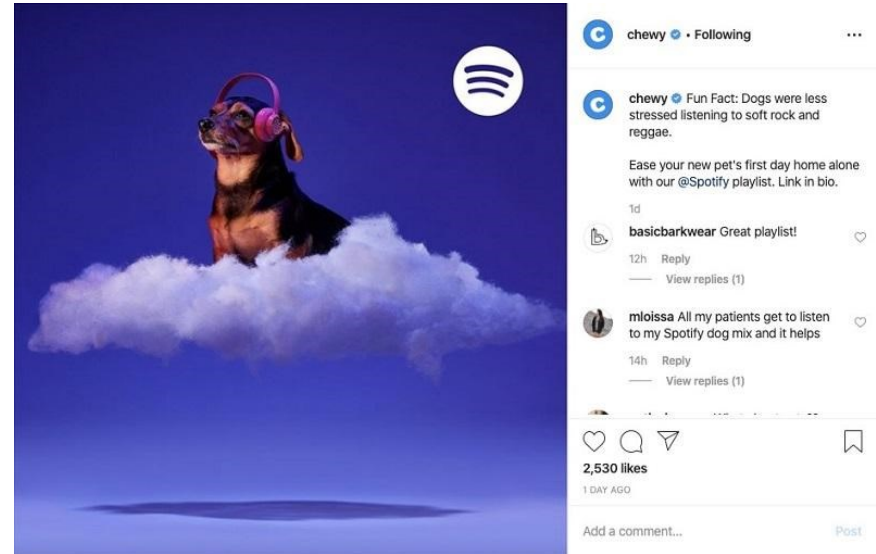 chewy • Following
chewy Fun Fact: Dogs were less
stressed listening to soft rock and
reggae.
Ease your new pet's first day home alone
with our @Spotify playlist. Link in bio.
1d
basicbarkwear Great playlist!
12h Reply
View replies (1)
mloissa All my patients get to listen
to my Spotify dog mix and it helps
14h Reply
View replies (1)
2,530 likes
1 DAY AGO
Add a comment... Post